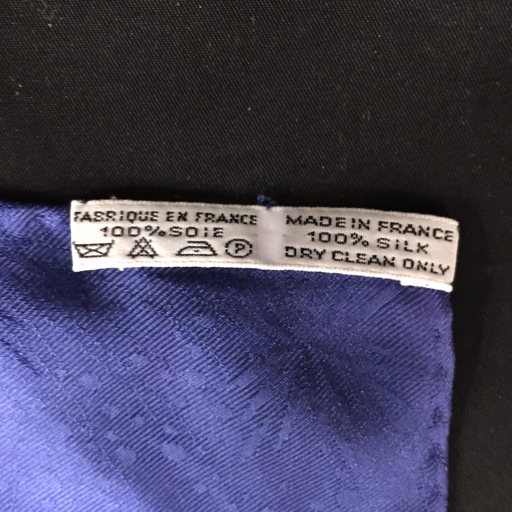 FABRIQUE EN FRANCE
100% SOIE
P
MADE IN FRANCE
100% SILK
DRY CLEAN ONLY